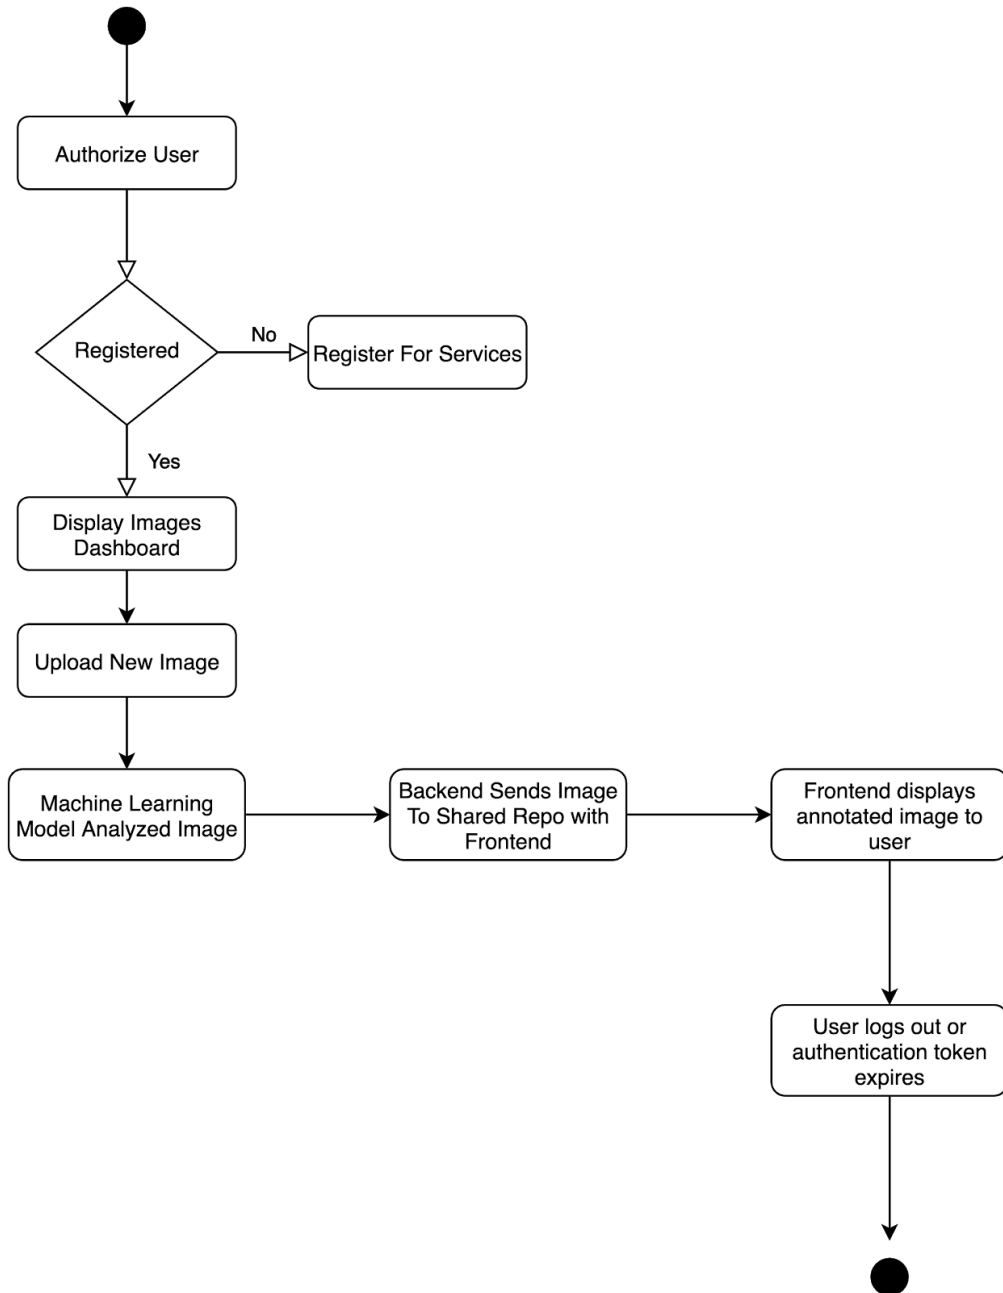 Authorize User
Registered
No
Register For Services
Yes
Display Images
Dashboard
Upload New Image
Machine Learning
Model Analyzed Image
Backend Sends Image
To Shared Repo with
Frontend
Frontend displays
annotated image to
user
User logs out or
authentication token
expires